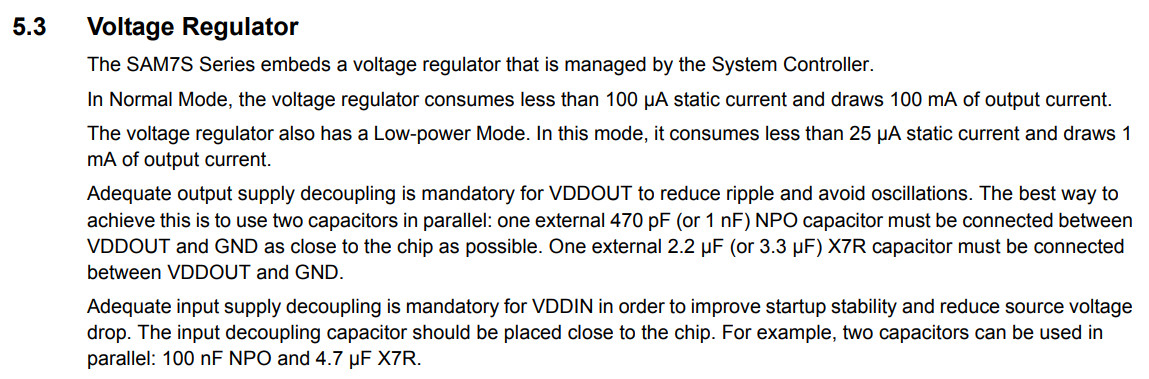 5.3 Voltage Regulator
The SAM7S Series embeds a voltage regulator that is managed by the System Controller.
In Normal Mode, the voltage regulator consumes less than 100 µA static current and draws 100 mA of output current.
The voltage regulator also has a Low-power Mode. In this mode, it consumes less than 25 µA static current and draws 1
mA of output current.
Adequate output supply decoupling is mandatory for VDDOUT to reduce ripple and avoid oscillations. The best way to
achieve this is to use two capacitors in parallel: one external 470 pF (or 1 nF) NPO capacitor must be connected between
VDDOUT and GND as close to the chip as possible. One external 2.2 µF (or 3.3 µF) X7R capacitor must be connected
between VDDOUT and GND.
Adequate input supply decoupling is mandatory for VDDIN in order to improve startup stability and reduce source voltage
drop. The input decoupling capacitor should be placed close to the chip. For example, two capacitors can be used in
parallel: 100 nF NPO and 4.7 µF X7R.